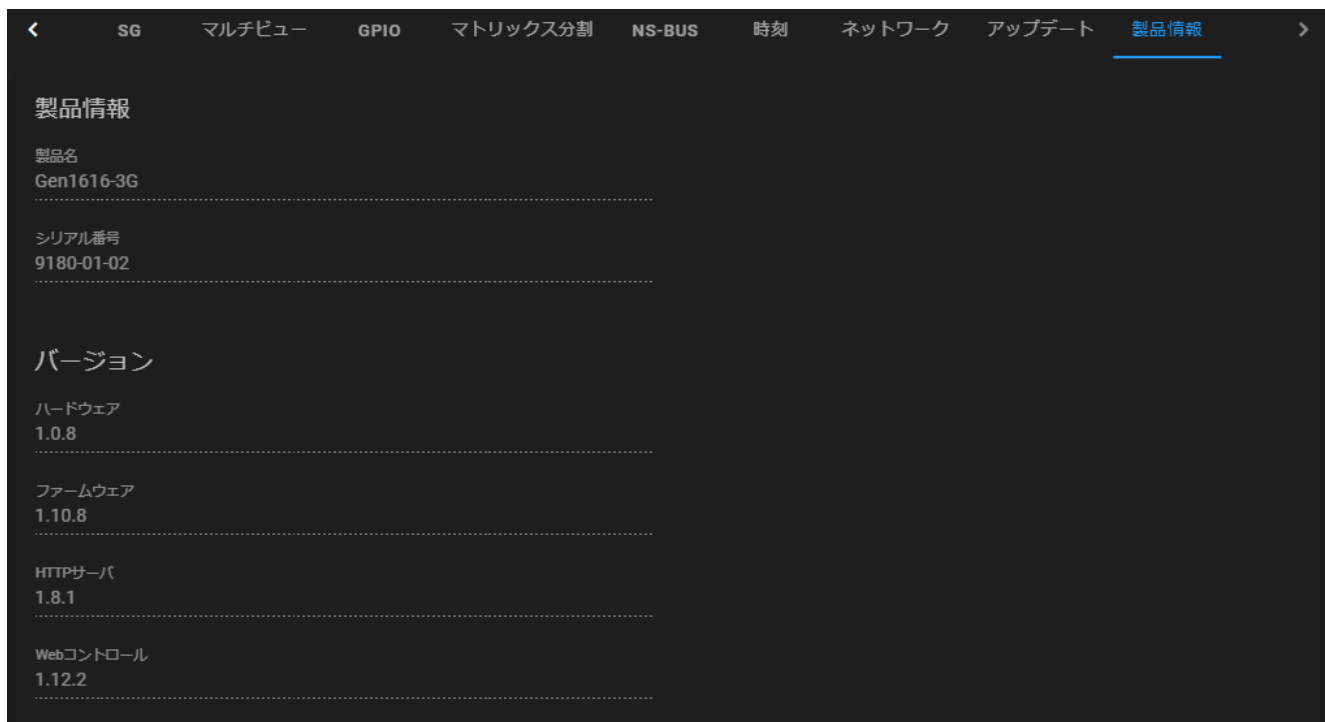 SG マルチビュー GPIO マトリックス分割 NS-BUS 時刻 ネットワーク アップデート 製品情報
製品情報
製品名
Gen1616-3G
シリアル番号
9180-01-02
バージョン
ハードウェア
1.0.8
ファームウェア
1.10.8
HTTPサーバ
1.8.1
Webコントロール
1.12.2